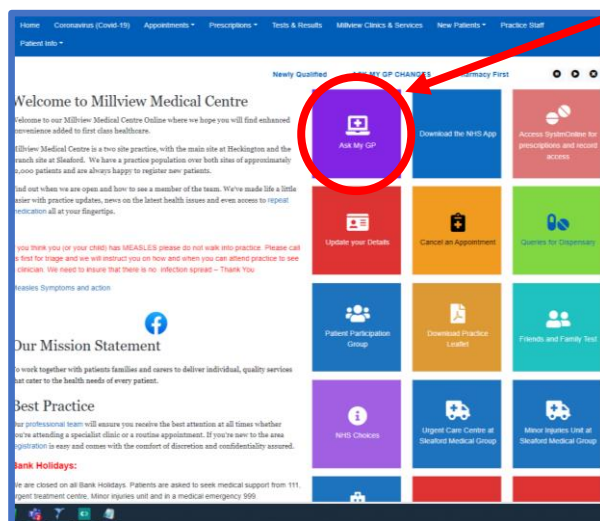 Home Coronavirus (Covid-19) Appointments Prescriptions Tests & Results Millview Clinics & Services New Patients Practice Staff
Patient Info
Newly Qualified ASK MY GP CHANGES Pharmacy First
Welcome to Millview Medical Centre
Welcome to our Millview Medical Centre Online where we hope you will find enhanced
convenience added to first class healthcare.
Millview Medical Centre is a two site practice, with the main site at Heckington and the
branch site at Sleaford. We have a practice population over both sites of approximately
2,000 patients and are always happy to register new patients.
Find out when we are open and how to see a member of the team. We've made life a little
easier with practice updates, news on the latest health issues and even access to repeat
medication all at your fingertips.
you think you (or your child) has MEASLES please do not walk into practice. Please call
s first for triage and we will instruct you on how and when you can attend practice to see
clinician. We need to insure that there is no infection spread – Thank You
Measles Symptoms and action
Our Mission Statement
To work together with patients families and carers to deliver individual, quality services
that cater to the health needs of every patient.
Best Practice
Our professional team will ensure you receive the best attention at all times whether
you're attending a specialist clinic or a routine appointment. If you're new to the area
registration is easy and comes with the comfort of discretion and confidentiality assured.
Bank Holidays:
We are closed on all Bank Holidays. Patients are asked to seek medical support from 111,
urgent treatment centre, Minor injuries unit and in a medical emergency 999.
Ask My GP
Download the NHS App
Access SystmOnline for
prescriptions and record
access
Update your Details
Cancel an Appointment
Queries for Dispensary
Patient Participation
Group
Download Practice
Leaflet
Friends and Family Test
NHS Choices
Urgent Care Centre at
Sleaford Medical Group
Minor Injuries Unit at
Sleaford Medical Group